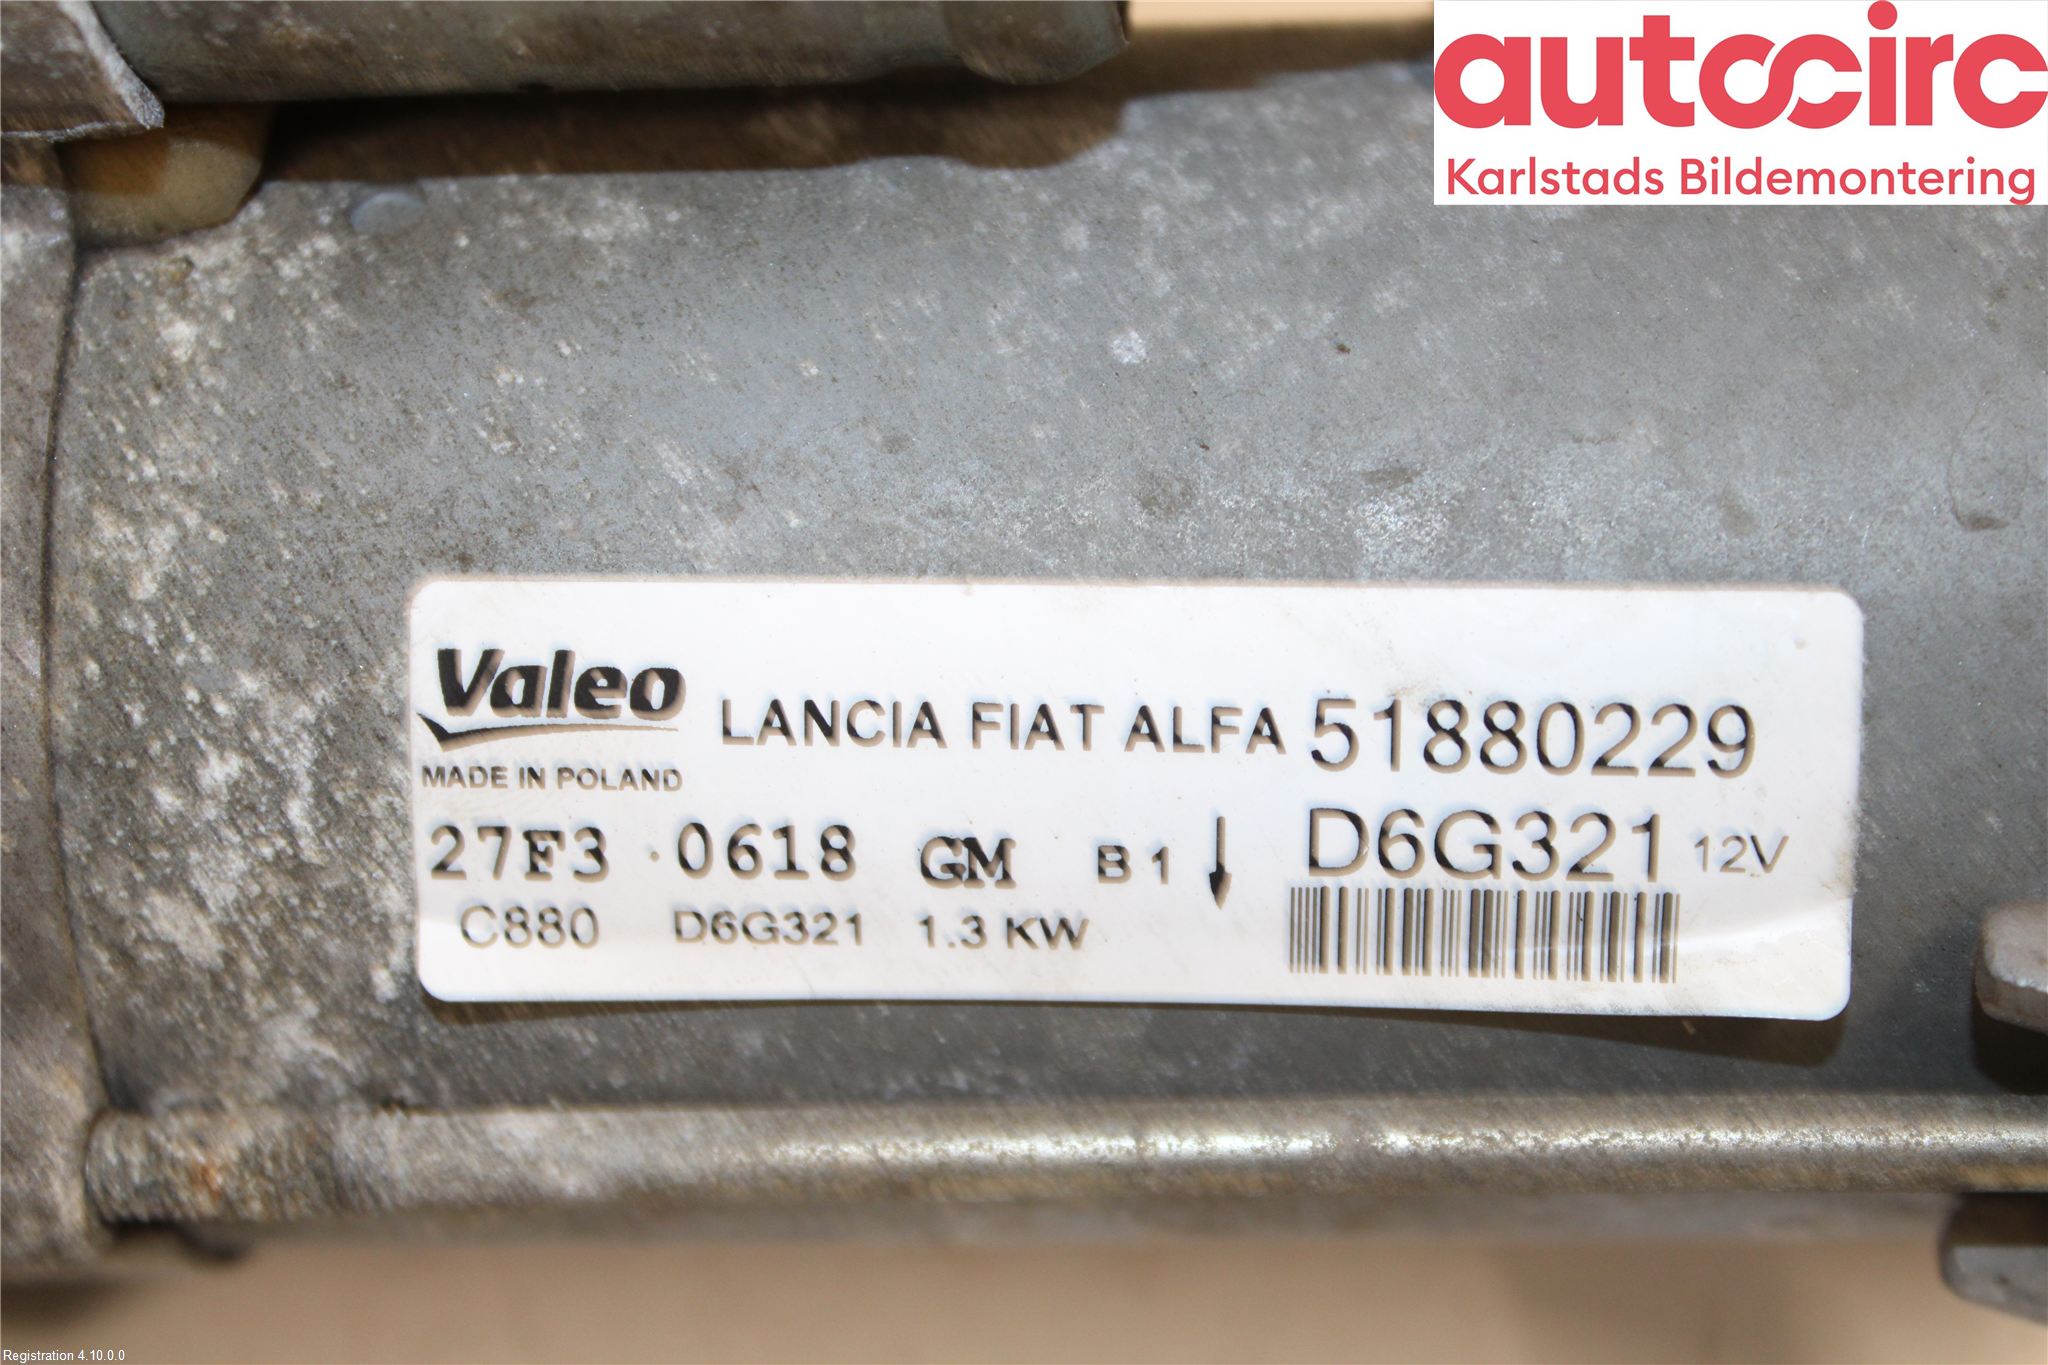 autocirc
Karlstads Bildemontering
Valeo LANCIA FIAT ALFA 51880229
MADE IN POLAND
27F3 0618 GM B 1 D6G321 12V
C880 D6G321 1.3 KW
Registration 4.10.0.0